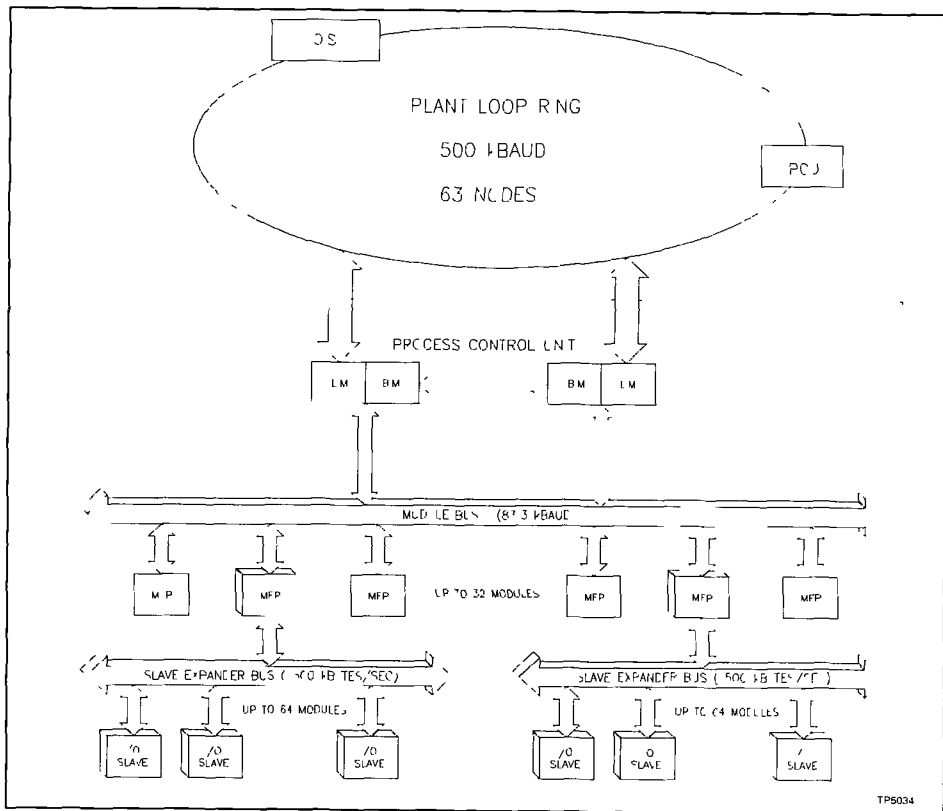 PLANT LOOP RING
500 kBAUD
63 NODES
PROCESS CONTROL UNIT
LM BM
BM LM
MODULE BUS (83.3 kBAUD
MFP MFP MFP UP TO 32 MODULES MFP MFP MFP
SLAVE EXPANDER BUS ( 500 kBYTES/SEC)
SLAVE EXPANDER BUS ( 500 kBYTES/SEC )
UP TO 64 MODULES
UP TO 64 MODULES
I/O SLAVE
I/O SLAVE
I/O SLAVE
I/O SLAVE
SLAVE
SLAVE
TP5034